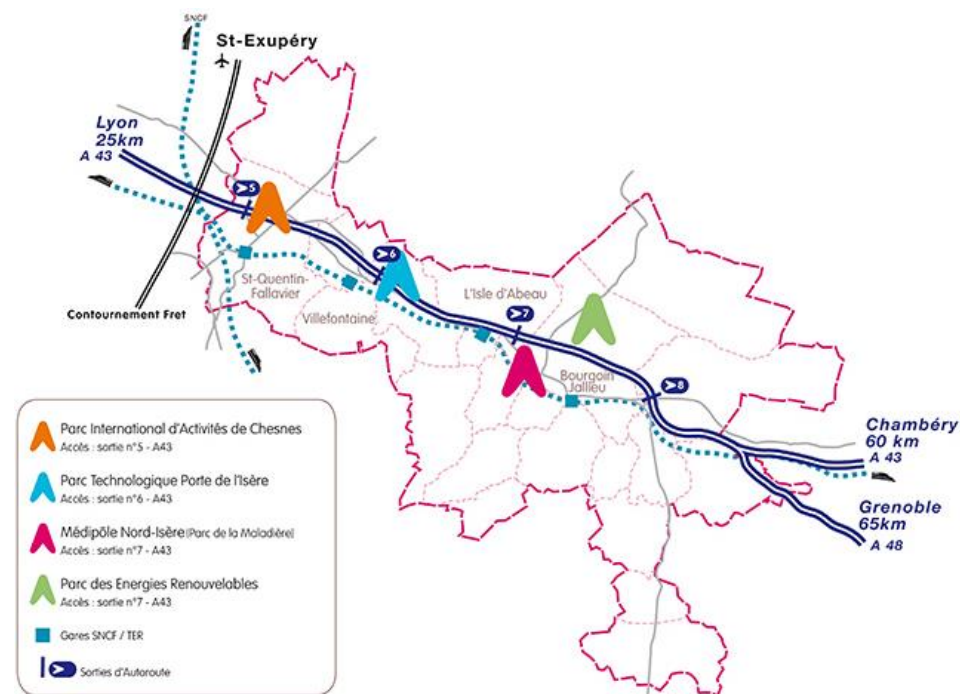 SNCF
St-Exupéry
Lyon
25km
A 43
5
6
St-Quentin-
Fallavier
L'Isle d'Abeau
Villefontaine
7
Contournement Fret
Bourgoin
Jallieu
8
Chambéry
60 km
A 43
Grenoble
65km
A 48
Parc International d'Activités de Chesnes
Accès : sortie n°5 - A43
Parc Technologique Porte de l'Isère
Accès : sortie n°6 - A43
Médipôle Nord-Isère (Parc de la Maladière)
Accès : sortie n°7 - A43
Parc des Energies Renouvelables
Accès : sortie n°7 - A43
Gares SNCF / TER
Sorties d'Autoroute